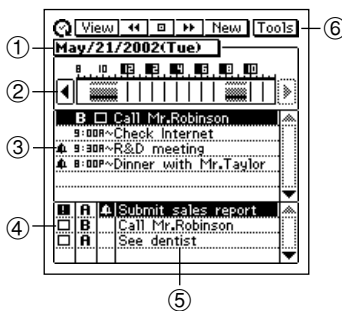 View New Tools ⑥
① May/21/2002(Tue)
8 10 12 2 4 6 8 10
②
B Call Mr.Robinson
9:00A~Check Internet
③ 9:30A~R&D meeting
8:00P~Dinner with Mr.Taylor
! A Submit sales report
④ B Call Mr.Robinson
A See dentist
⑤